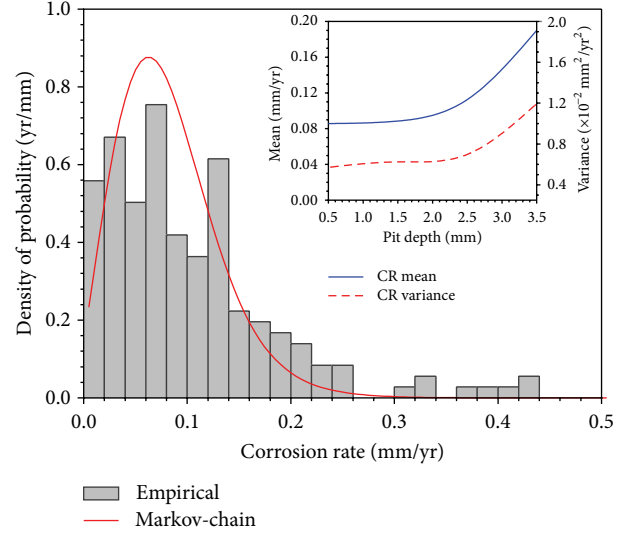 1.0
0.8
0.6
0.4
0.2
0.0
Density of probability (yr/mm)
0.0 0.1 0.2 0.3 0.4 0.5
Corrosion rate (mm/yr)
0.20
0.16
0.12
0.08
0.04
0.00
Mean (mm/yr)
2.0
1.6
1.2
0.8
0.4
Variance (×10⁻² mm²/yr²)
0.5 1.0 1.5 2.0 2.5 3.0 3.5
Pit depth (mm)
CR mean
CR variance
Empirical
Markov-chain